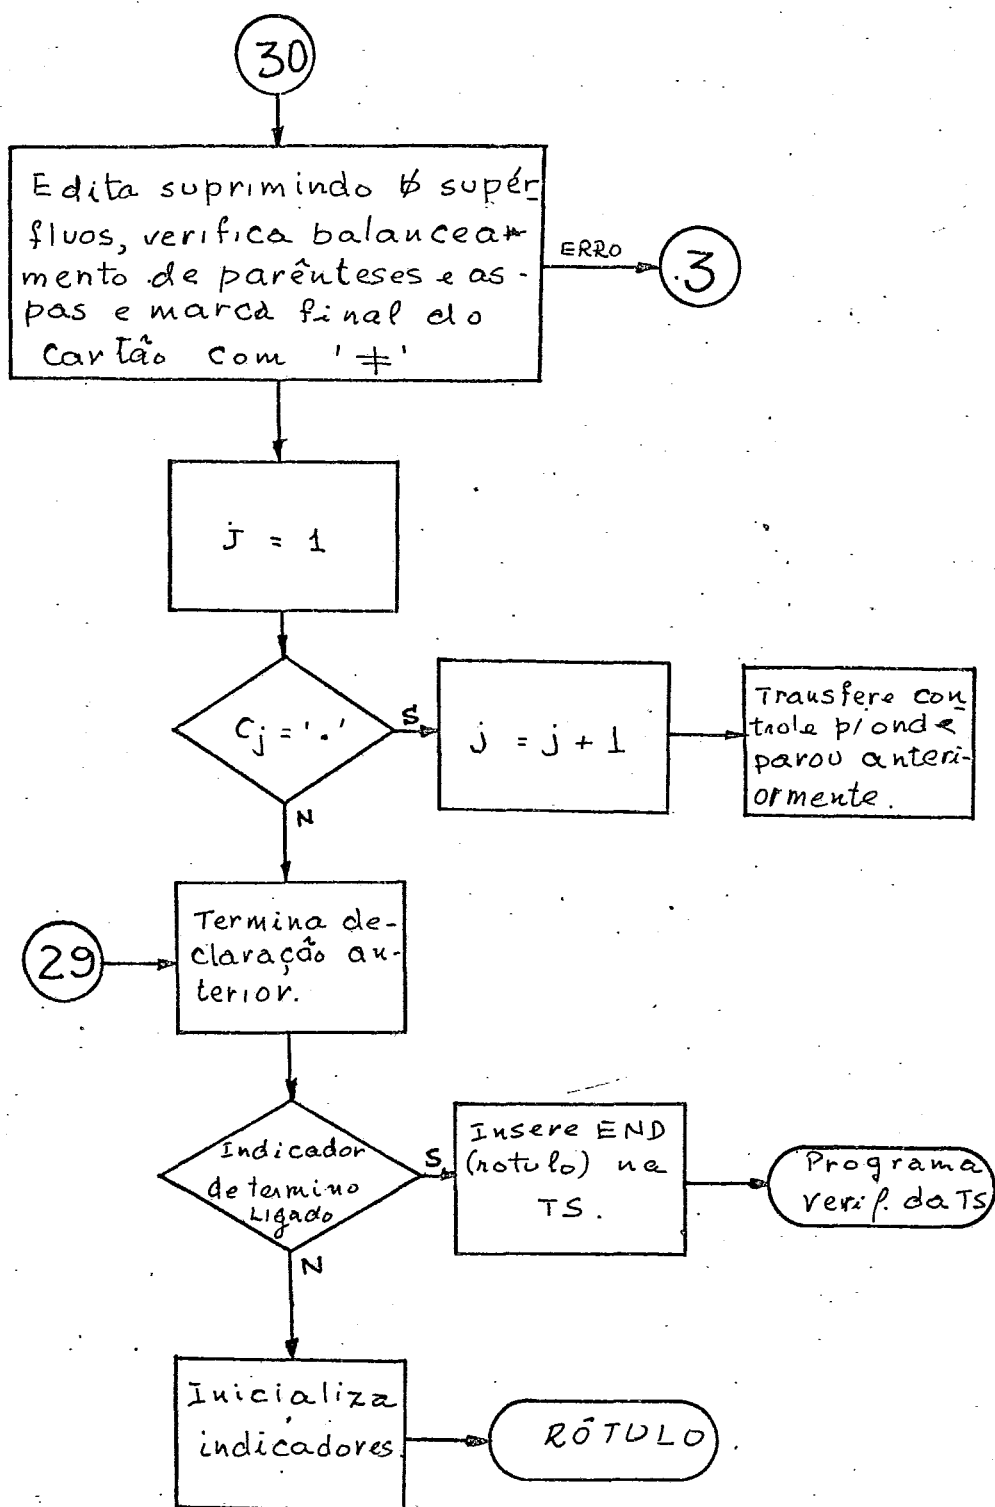 30
Edita suprimindo ƀ supér-
fluos, verifica balancea-
mento de parênteses e as-
pas e marca final do
cartão com '≠'
ERRO
3
J = 1
Cj = '.'
S
j = j + 1
Transfere con
trole p/ onde
parou anteri-
ormente.
N
Termina de-
claração an-
terior.
29
Indicador
de termino
Ligado
S
Insere END
(rotulo) na
TS.
Programa
verif. da TS
N
Inicializa
indicadores
RÓTULO